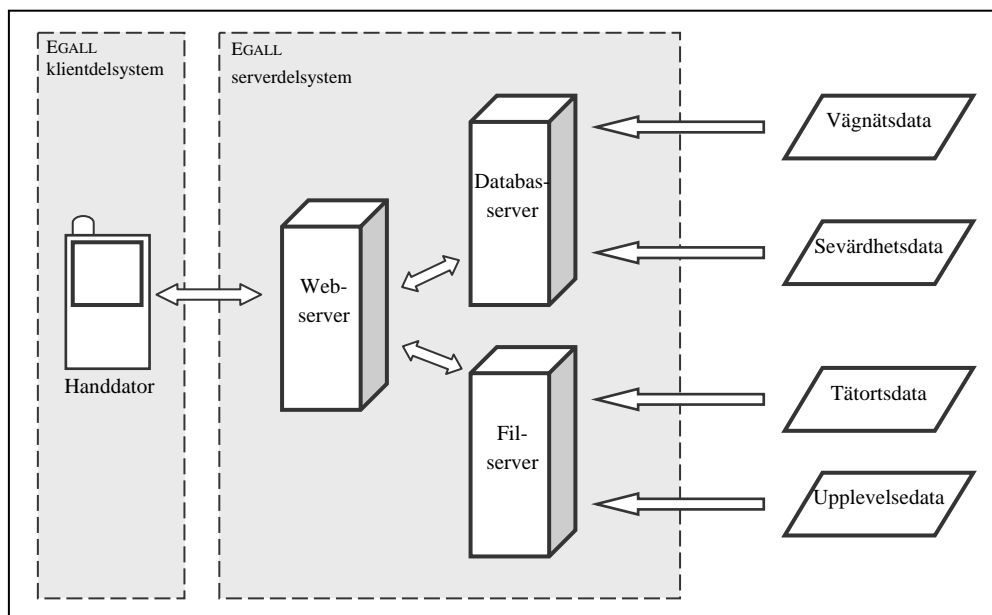 EGALL
klientdelsystem
EGALL
serverdelsystem
Handdator
Web-
server
Databas-
server
Fil-
server
Vägnätsdata
Sevärdhetsdata
Tätortsdata
Upplevelsedata